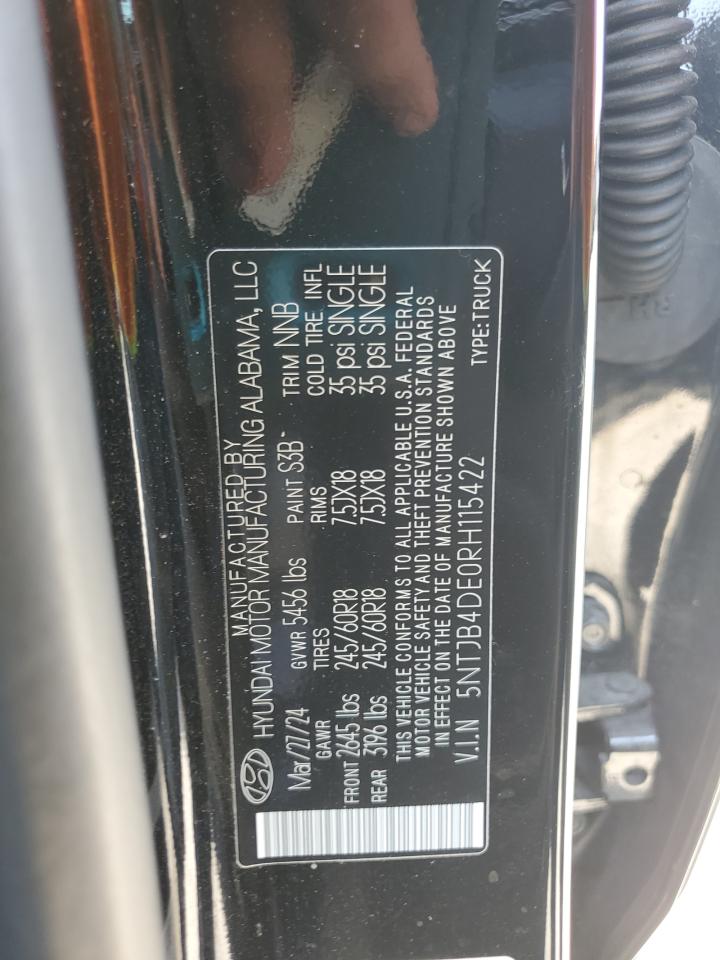 MANUFACTURED BY
HYUNDAI MOTOR MANUFACTURING ALABAMA, LLC
Mar/27/24 GVWR 5456 lbs PAINT S3B TRIM NNB
GAWR TIRES RIMS COLD TIRE. INFL
FRONT 2645 lbs 245/60R18 7.5JX18 35 psi SINGLE
REAR 3196 lbs 245/60R18 7.5JX18 35 psi SINGLE
THIS VEHICLE CONFORMS TO ALL APPLICABLE U.S.A. FEDERAL
MOTOR VEHICLE SAFETY AND THEFT PREVENTION STANDARDS
IN EFFECT ON THE DATE OF MANUFACTURE SHOWN ABOVE
V.I.N 5NTJB4DE0RH115422 TYPE:TRUCK